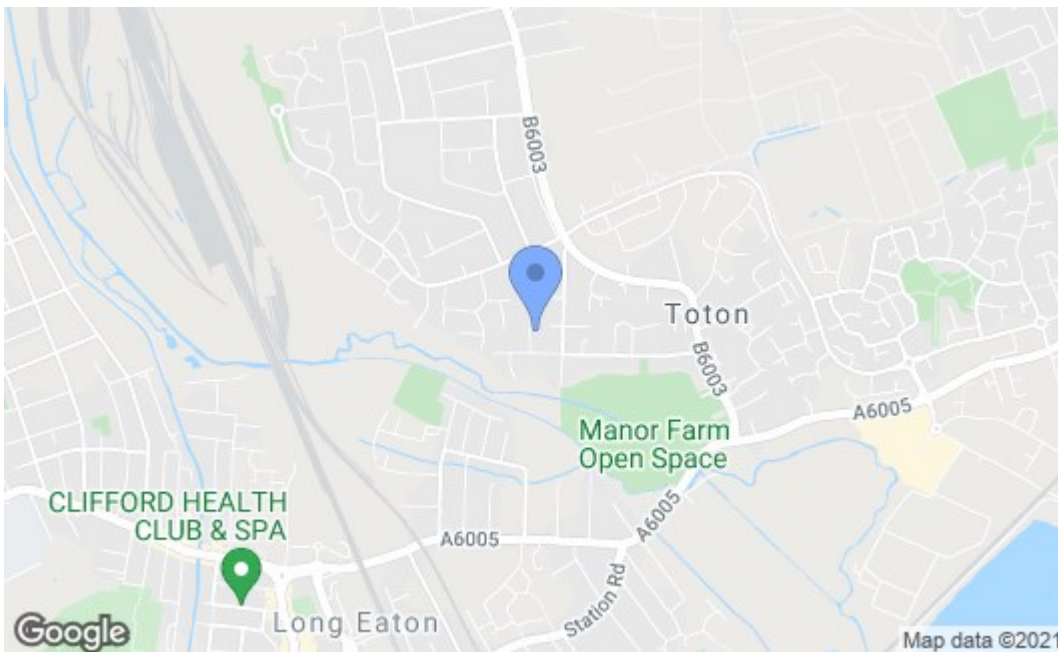 B6003
Toton
B6003
A6005
Manor Farm
Open Space
CLIFFORD HEALTH
CLUB & SPA
A6005
A6005
Station Rd
Long Eaton
Google
Map data ©2021